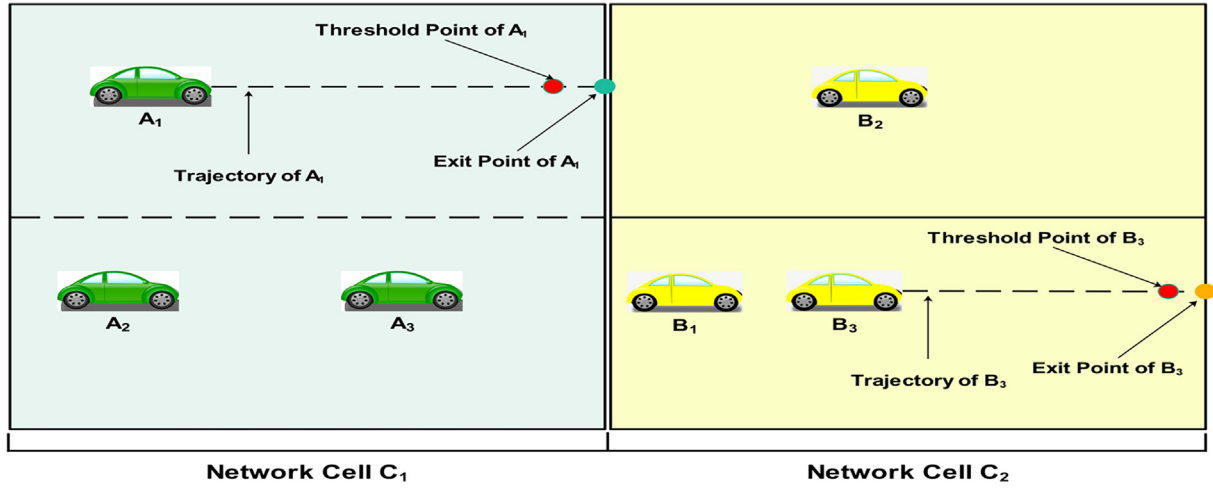 Threshold Point of A₁
A₁
B₂
Exit Point of A₁
Trajectory of A₁
Threshold Point of B₃
A₂
A₃
B₁
B₃
Exit Point of B₃
Trajectory of B₃
Network Cell C₁
Network Cell C₂